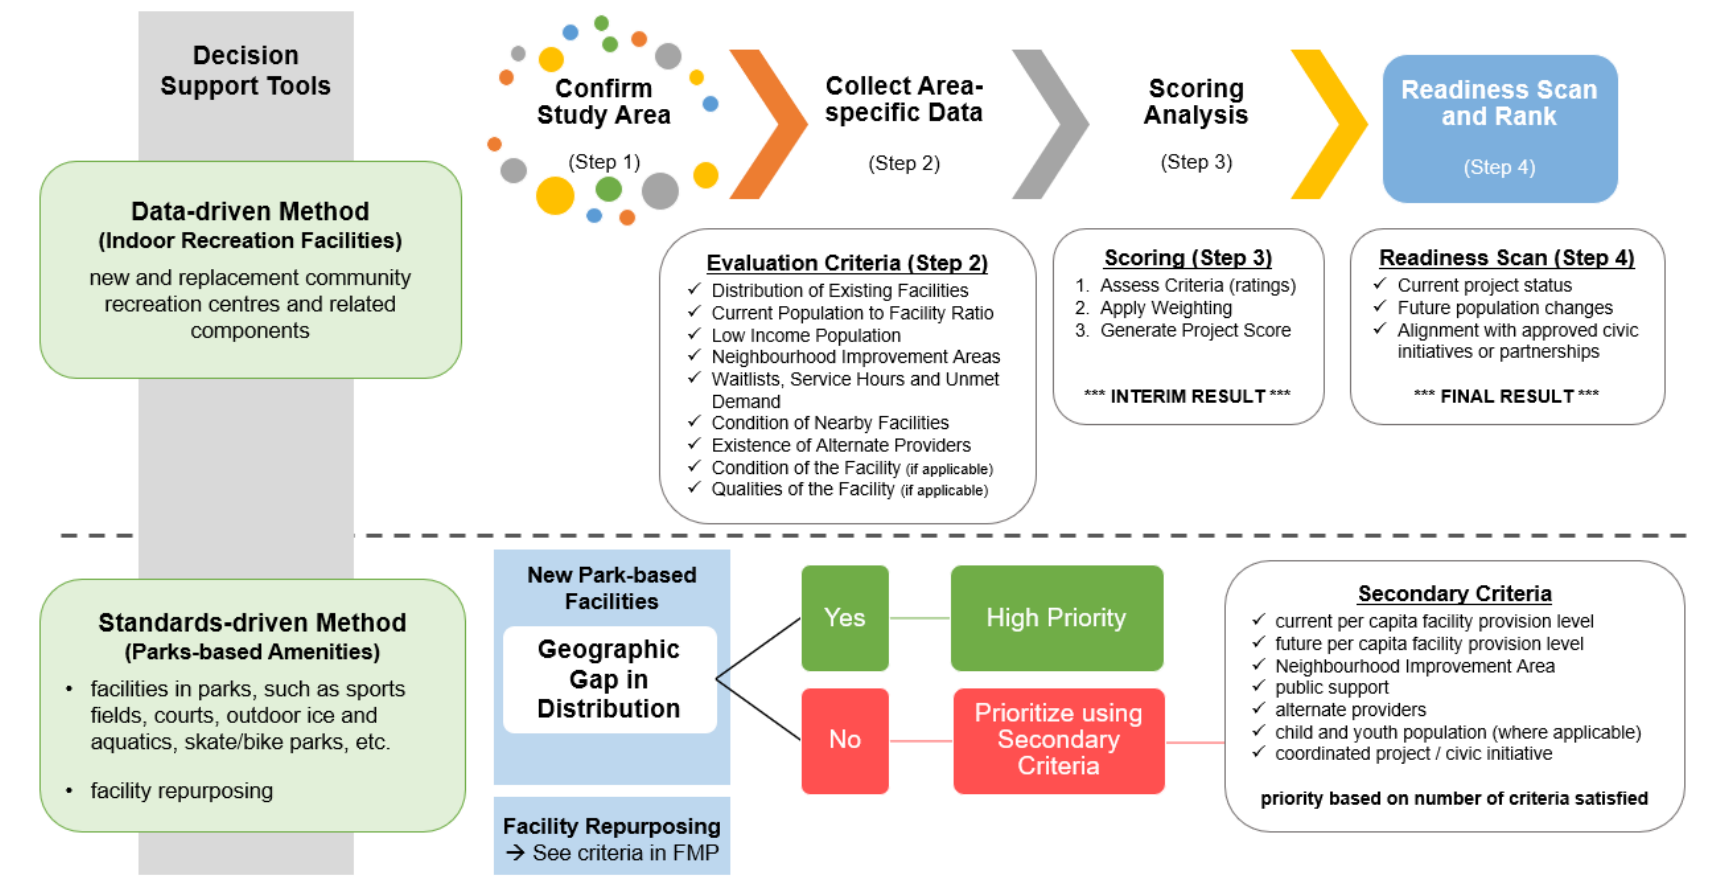 Decision
Support Tools
Confirm
Study Area
(Step 1)
Collect Area-
specific Data
(Step 2)
Scoring
Analysis
(Step 3)
Readiness Scan
and Rank
(Step 4)
Data-driven Method
(Indoor Recreation Facilities)
new and replacement community
recreation centres and related
components
Evaluation Criteria (Step 2)
✓ Distribution of Existing Facilities
✓ Current Population to Facility Ratio
✓ Low Income Population
✓ Neighbourhood Improvement Areas
✓ Waitlists, Service Hours and Unmet
Demand
✓ Condition of Nearby Facilities
✓ Existence of Alternate Providers
✓ Condition of the Facility (if applicable)
✓ Qualities of the Facility (if applicable)
Scoring (Step 3)
1. Assess Criteria (ratings)
2. Apply Weighting
3. Generate Project Score
*** INTERIM RESULT ***
Readiness Scan (Step 4)
✓ Current project status
✓ Future population changes
✓ Alignment with approved civic
initiatives or partnerships
*** FINAL RESULT ***
Standards-driven Method
(Parks-based Amenities)
• facilities in parks, such as sports
fields, courts, outdoor ice and
aquatics, skate/bike parks, etc.
• facility repurposing
New Park-based
Facilities
Geographic
Gap in
Distribution
Yes
High Priority
No
Prioritize using
Secondary
Criteria
Secondary Criteria
✓ current per capita facility provision level
✓ future per capita facility provision level
✓ Neighbourhood Improvement Area
✓ public support
✓ alternate providers
✓ child and youth population (where applicable)
✓ coordinated project / civic initiative
priority based on number of criteria satisfied
Facility Repurposing
→ See criteria in FMP